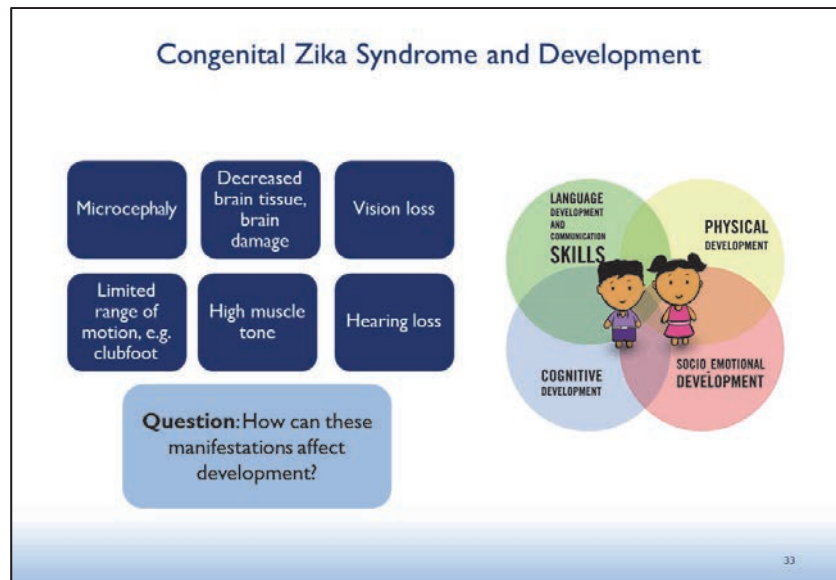 Congenital Zika Syndrome and Development
Microcephaly
Decreased
brain tissue,
brain
damage
Vision loss
Limited
range of
motion, e.g.
clubfoot
High muscle
tone
Hearing loss
Question: How can these
manifestations affect
development?
LANGUAGE
DEVELOPMENT
AND
COMMUNICATION
SKILLS
PHYSICAL
DEVELOPMENT
COGNITIVE
DEVELOPMENT
SOCIO_EMOTIONAL
DEVELOPMENT
33